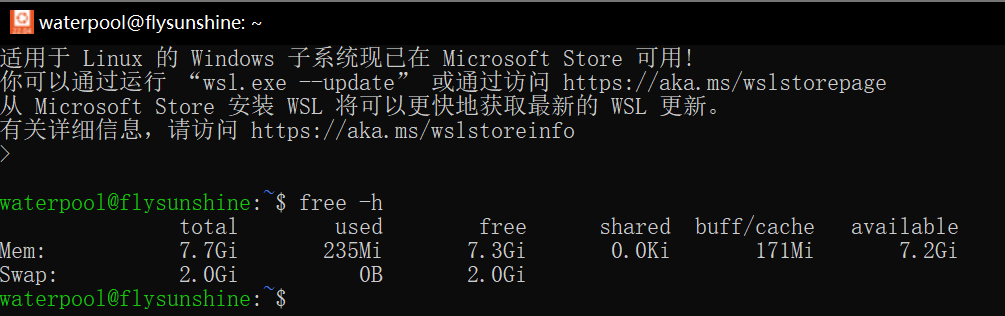 waterpool@flysunshine: ~
适用于 Linux 的 Windows 子系统现已在 Microsoft Store 可用!
你可以通过运行 “wsl.exe --update” 或通过访问 https://aka.ms/wslstorepage
从 Microsoft Store 安装 WSL 将可以更快地获取最新的 WSL 更新。
有关详细信息，请访问 https://aka.ms/wslstoreinfo
>
waterpool@flysunshine:~$ free -h
total used free shared buff/cache available
Mem: 7.7Gi 235Mi 7.3Gi 0.0Ki 171Mi 7.2Gi
Swap: 2.0Gi 0B 2.0Gi
waterpool@flysunshine:~$